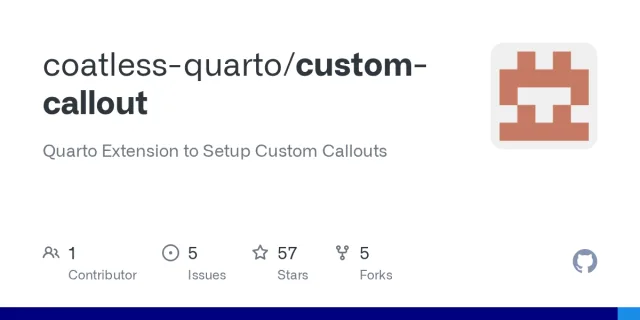 coatless-quarto/custom-
callout
Quarto Extension to Setup Custom Callouts
1 5 57 5
Contributor Issues Stars Forks